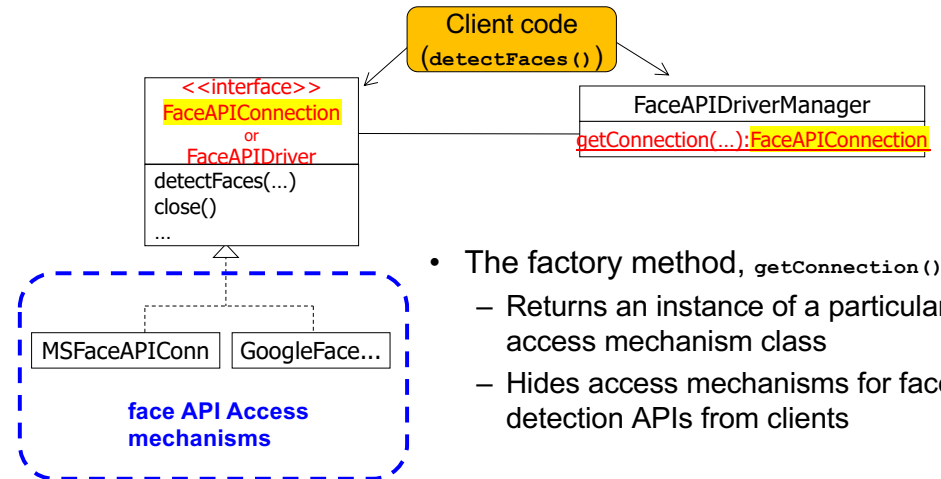 Client code
(detectFaces())
<<interface>>
FaceAPIConnection
or
FaceAPIDriver
detectFaces(…)
close()
…
FaceAPIDriverManager
getConnection(…):FaceAPIConnection
MSFaceAPIConn
GoogleFace...
face API Access
mechanisms
• The factory method, getConnection()
– Returns an instance of a particular
access mechanism class
– Hides access mechanisms for face
detection APIs from clients